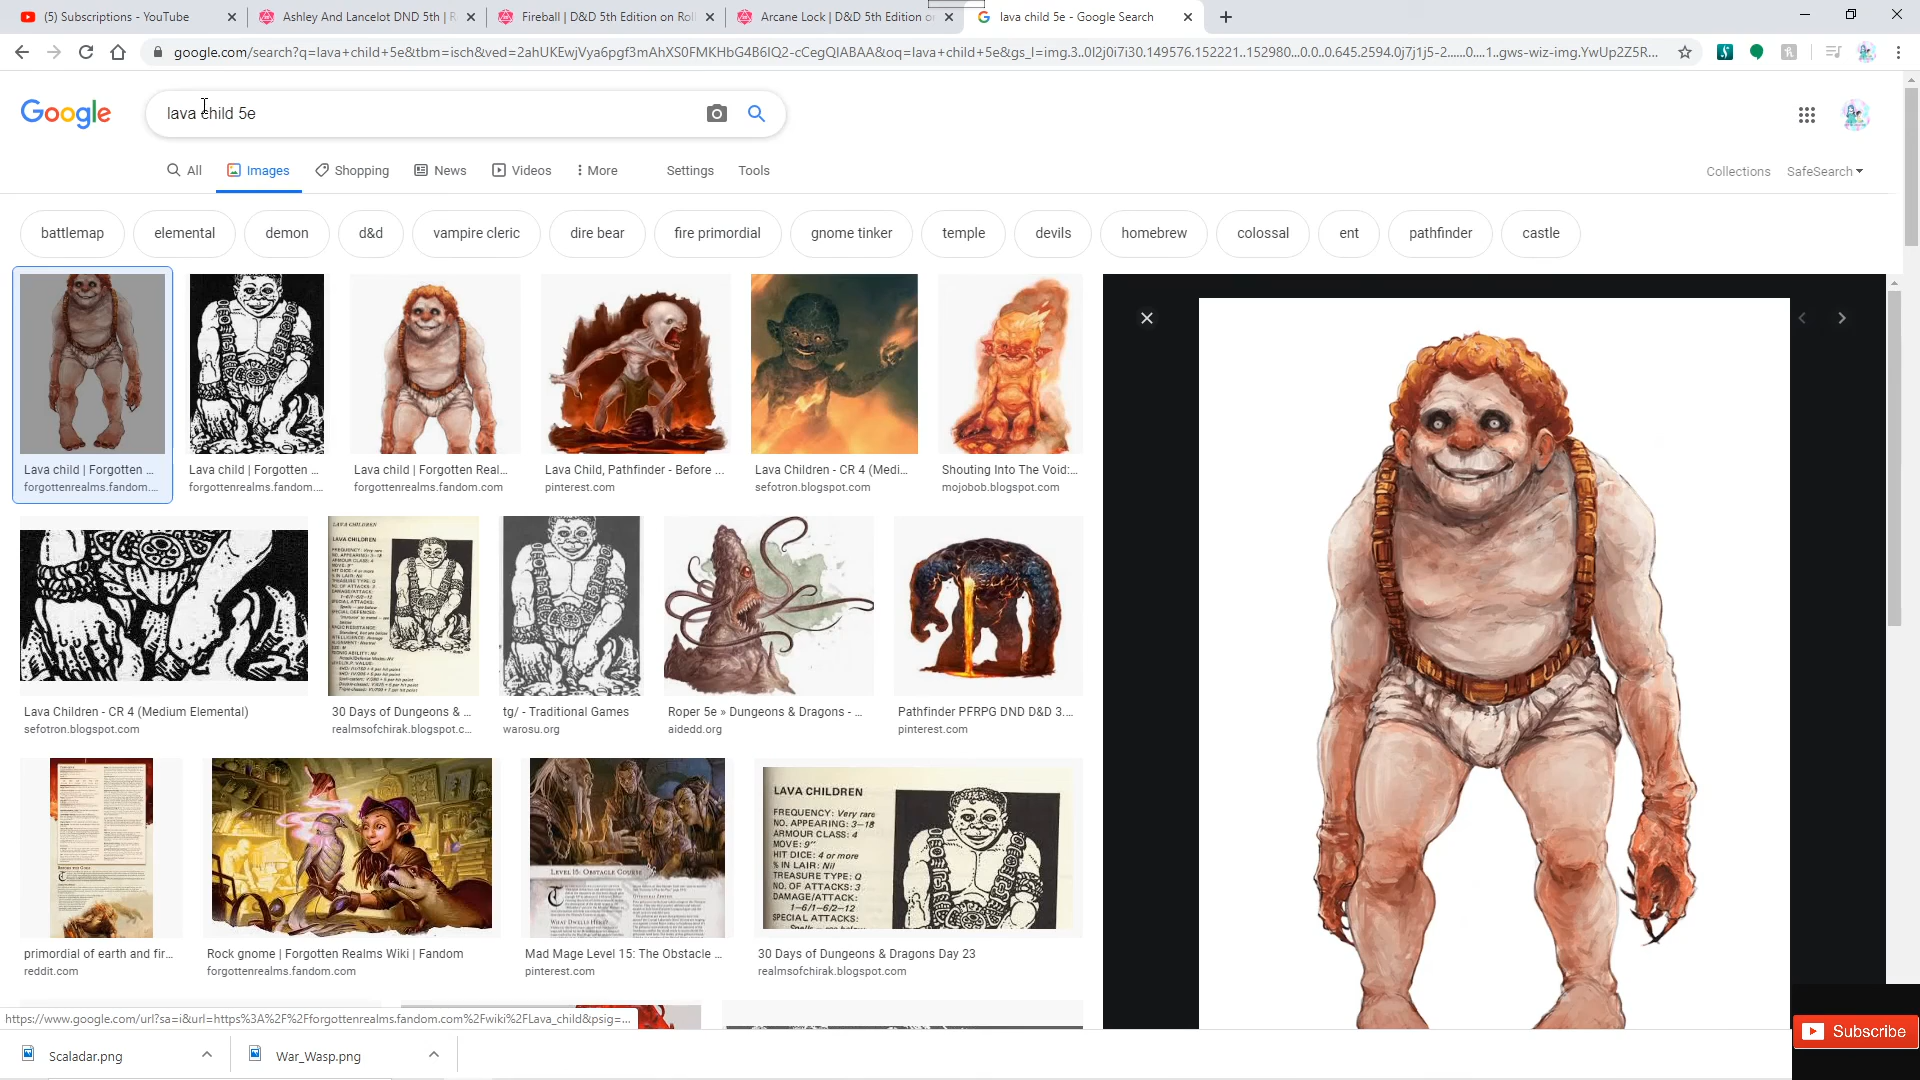 (5) Subscriptions - YouTube
Ashley And Lancelot DND 5th | R
Fireball | D&D 5th Edition on Roll
Arcane Lock | D&D 5th Edition o
lava child 5e - Google Search
google.com/search?q=lava+child+5e&tbm=isch&ved=2ahUKEwjVya6pgf3mAhXS0FMKHbG4B6IQ2-cCegQIABAA&oq=lava+child+5e&gs_l=img.3..0l2j0i7i30.149576.152221..152980...0.0..0.645.2594.0j7j1j5-2......0....1..gws-wiz-img.YwUp2Z5R...
Google
lava child 5e
All Images Shopping News Videos More Settings Tools
Collections SafeSearch
battlemap elemental demon d&d vampire cleric dire bear fire primordial gnome tinker temple devils homebrew colossal ent pathfinder castle
Lava child | Forgotten ...
forgottenrealms.fandom....
Lava child | Forgotten ...
forgottenrealms.fandom....
Lava child | Forgotten Real...
forgottenrealms.fandom.com
Lava Child, Pathfinder - Before ...
pinterest.com
Lava Children - CR 4 (Medi...
sefotron.blogspot.com
Shouting Into The Void:...
mojobob.blogspot.com
LAVA CHILDREN
Lava Children - CR 4 (Medium Elemental)
sefotron.blogspot.com
30 Days of Dungeons & ...
realmsofchirak.blogspot.c...
tg/ - Traditional Games
warosu.org
Roper 5e » Dungeons & Dragons - ...
aidedd.org
Pathfinder PFRPG DND D&D 3....
pinterest.com
LEVEL 15: OBSTACLE COURSE
WHAT DWELLS HERE?
LAVA CHILDREN
FREQUENCY: Very rare
NO. APPEARING: 3—18
ARMOUR CLASS: 4
MOVE: 9"
HIT DICE: 4 or more
% IN LAIR: Nil
TREASURE TYPE: Q
NO. OF ATTACKS: 3
DAMAGE/ATTACK:
1—6/1—6/2—12
SPECIAL ATTACKS:
primordial of earth and fir...
reddit.com
Rock gnome | Forgotten Realms Wiki | Fandom
forgottenrealms.fandom.com
Mad Mage Level 15: The Obstacle ...
pinterest.com
30 Days of Dungeons & Dragons Day 23
realmsofchirak.blogspot.com
https://www.google.com/url?sa=i&url=https%3A%2F%2Fforgottenrealms.fandom.com%2Fwiki%2FLava_child&psig=...
Scaladar.png
War_Wasp.png
Subscribe